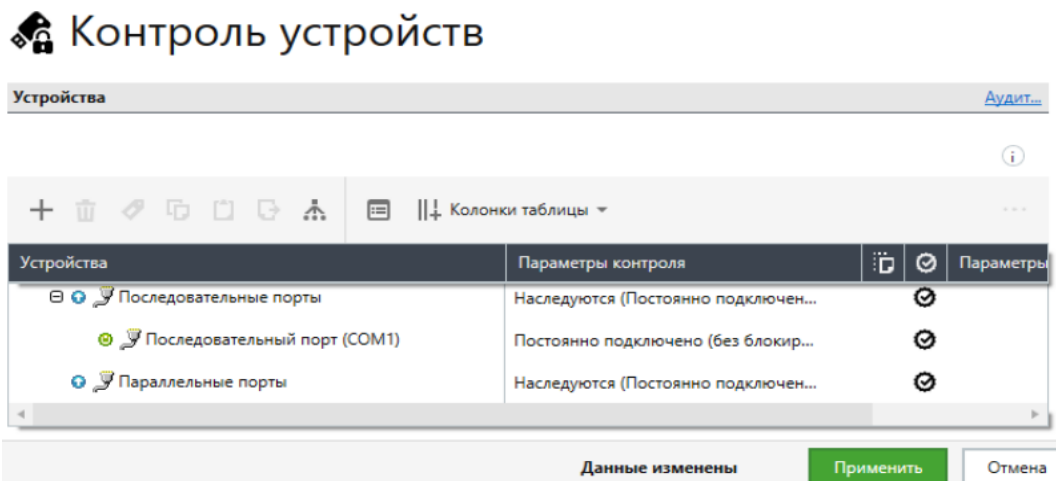 Контроль устройств
Устройства Аудит...
Колонки таблицы
Устройства Параметры контроля Параметры
Последовательные порты Наследуются (Постоянно подключен...
Последовательный порт (COM1) Постоянно подключено (без блокир...
Параллельные порты Наследуются (Постоянно подключен...
Данные изменены Применить Отмена